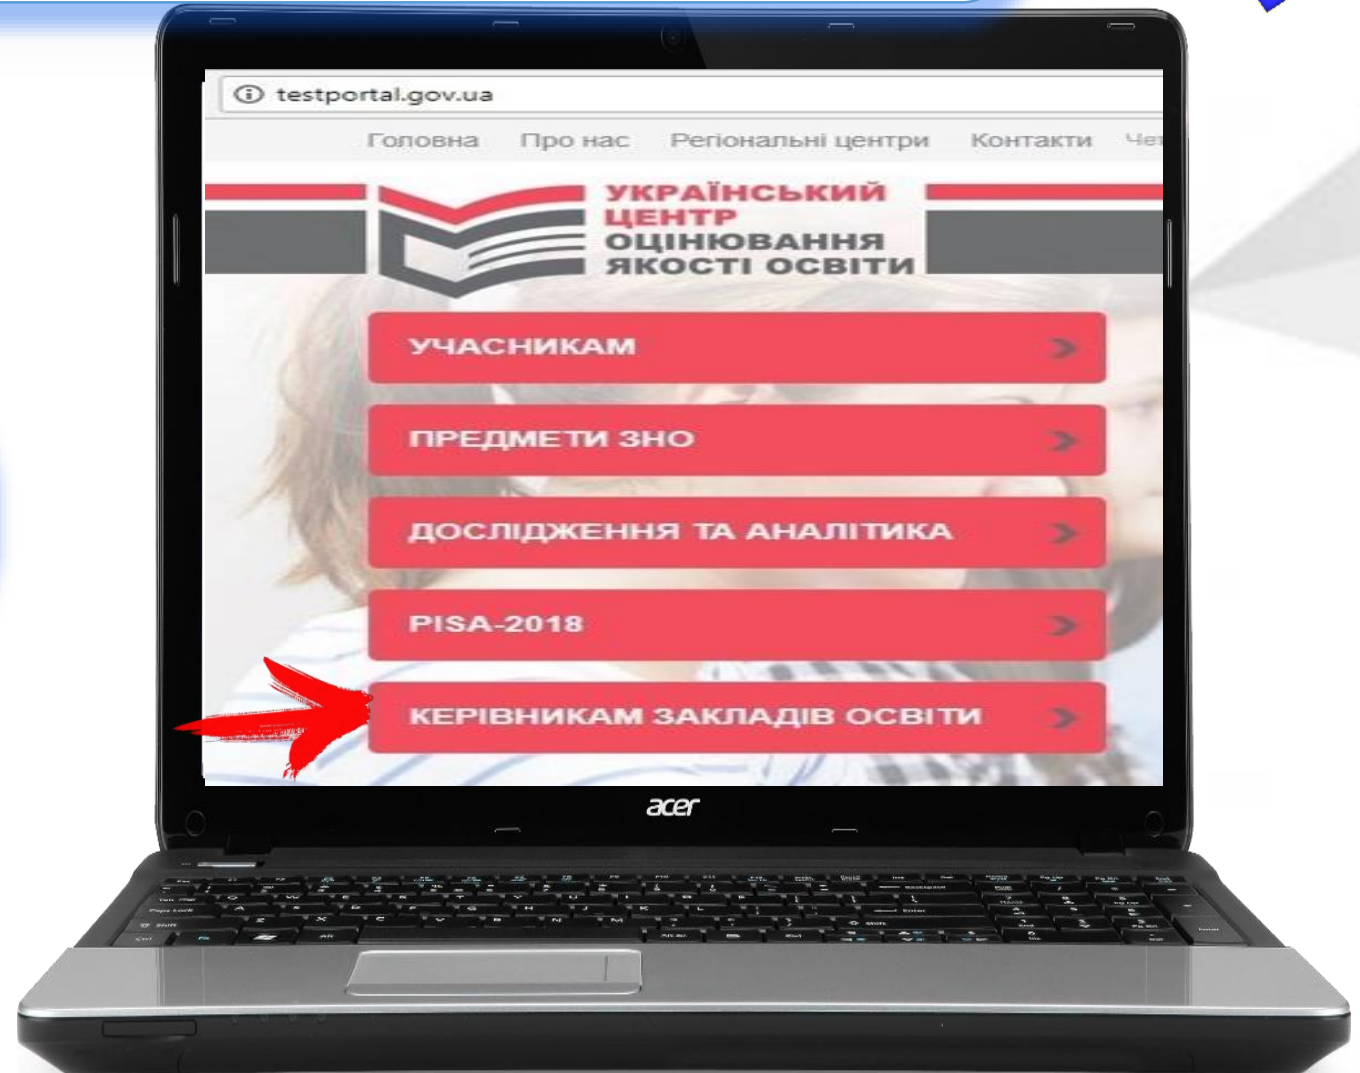 testportal.gov.ua
Головна Про нас Регіональні центри Контакти
УКРАЇНСЬКИЙ
ЦЕНТР
ОЦІНЮВАННЯ
ЯКОСТІ ОСВІТИ
УЧАСНИКАМ
ПРЕДМЕТИ ЗНО
ДОСЛІДЖЕННЯ ТА АНАЛІТИКА
PISA-2018
КЕРІВНИКАМ ЗАКЛАДІВ ОСВІТИ
acer